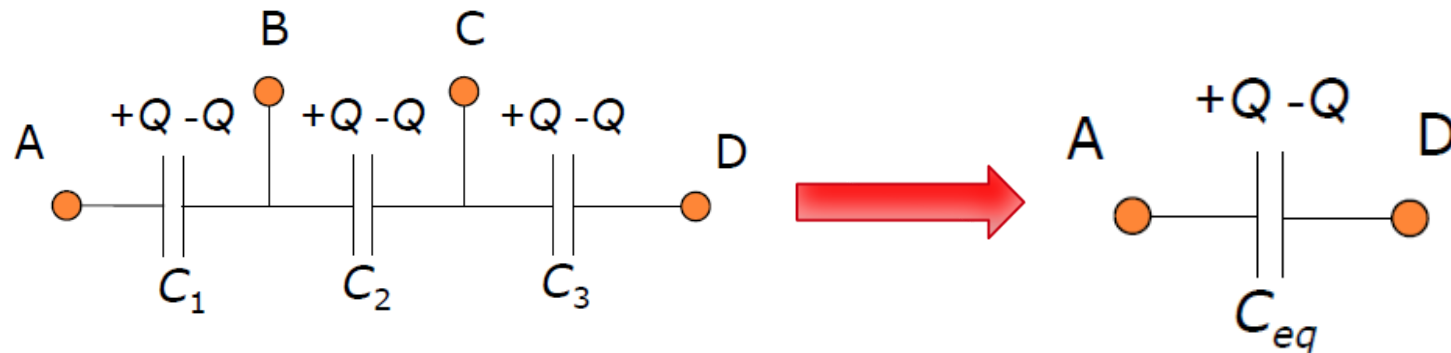 B C
+Q -Q +Q -Q +Q -Q
A D
C1 C2 C3
+Q -Q
A D
Ceq